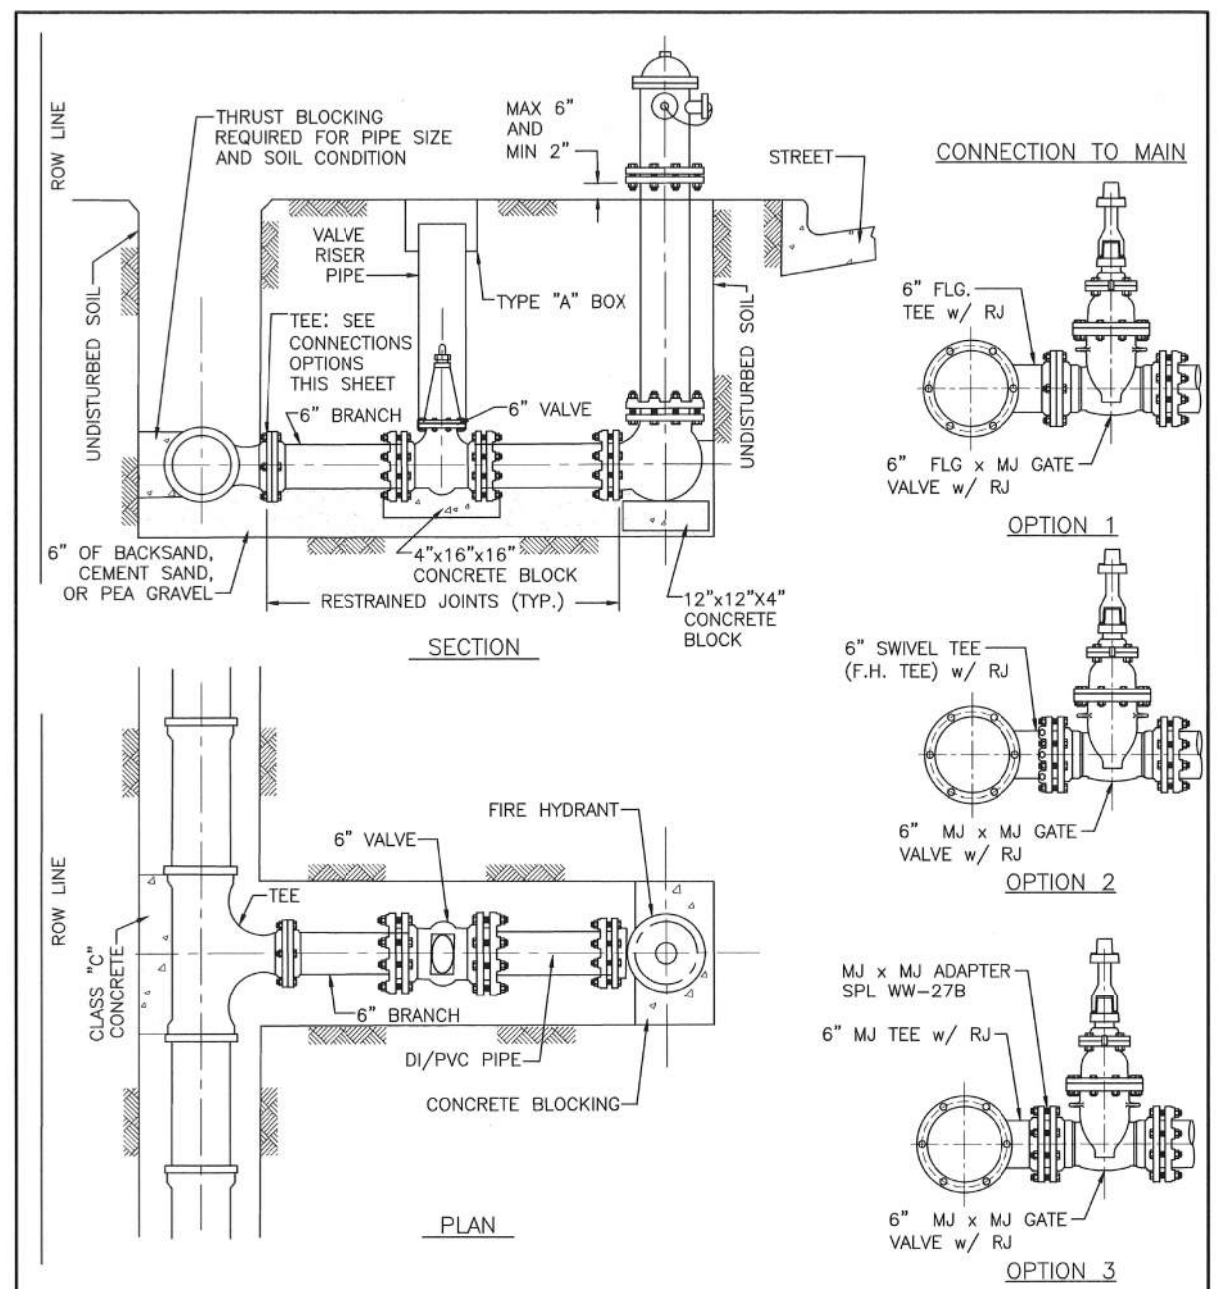 ROW LINE
THRUST BLOCKING
REQUIRED FOR PIPE SIZE
AND SOIL CONDITION
MAX 6"
AND
MIN 2"
STREET
UNDISTURBED SOIL
VALVE
RISER
PIPE
TYPE "A" BOX
TEE: SEE
CONNECTIONS
OPTIONS
THIS SHEET
6" BRANCH
6" VALVE
UNDISTURBED SOIL
6" OF BACKSAND,
CEMENT SAND,
OR PEA GRAVEL
4"x16"x16"
CONCRETE BLOCK
RESTRAINED JOINTS (TYP.)
12"x12"X4"
CONCRETE
BLOCK
SECTION
CONNECTION TO MAIN
6" FLG.
TEE w/ RJ
6" FLG x MJ GATE
VALVE w/ RJ
OPTION 1
6" SWIVEL TEE
(F.H. TEE) w/ RJ
6" MJ x MJ GATE
VALVE w/ RJ
OPTION 2
MJ x MJ ADAPTER
SPL WW-27B
6" MJ TEE w/ RJ
6" MJ x MJ GATE
VALVE w/ RJ
OPTION 3
ROW LINE
FIRE HYDRANT
6" VALVE
TEE
CLASS "C"
CONCRETE
6" BRANCH
DI/PVC PIPE
CONCRETE BLOCKING
PLAN